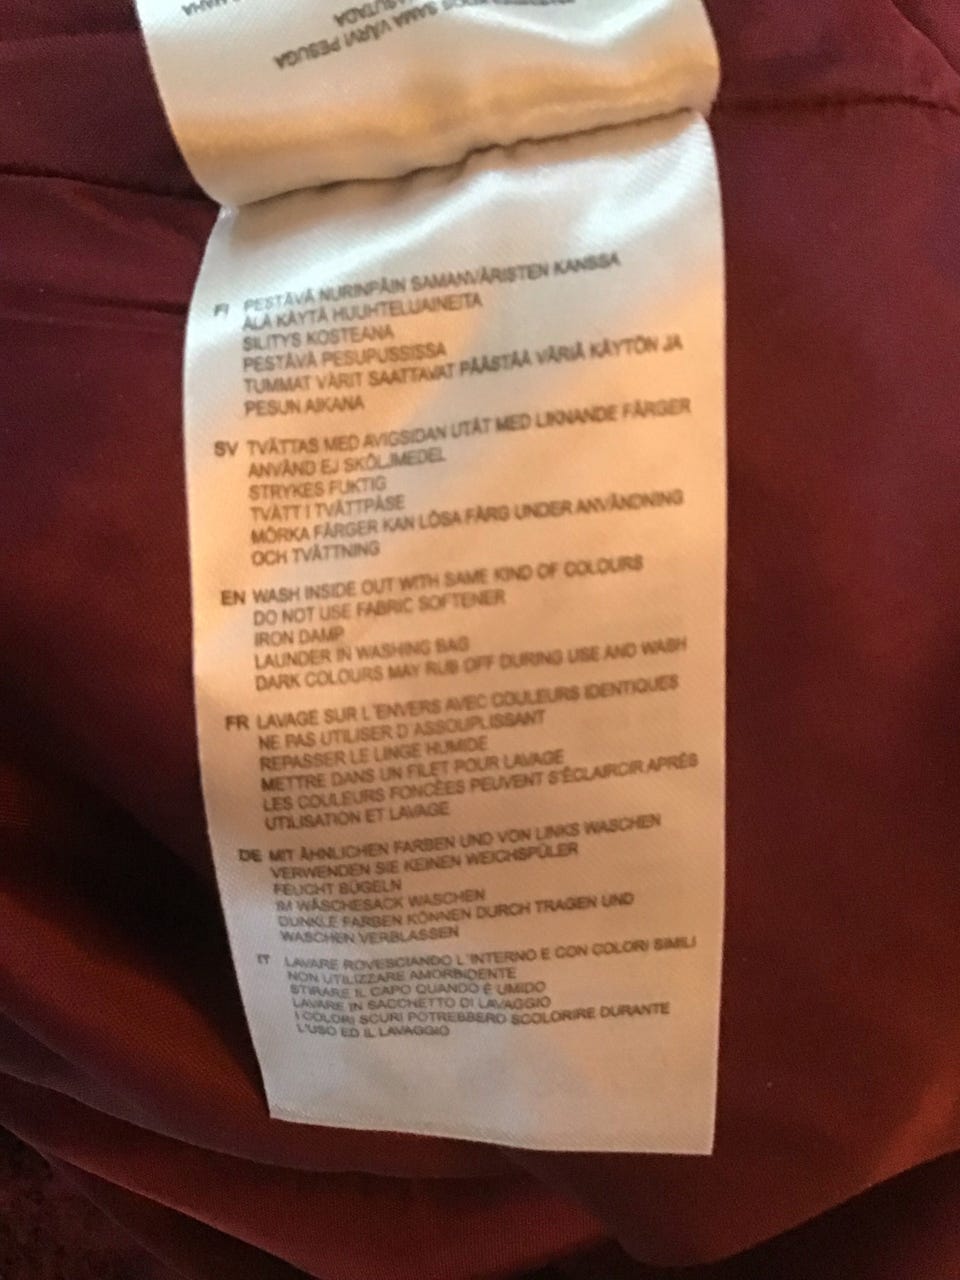 MAHA
SAMA VÄRVI PESUGA
FI PESTÄVÄ NURINPÄIN SAMANVÄRISTEN KANSSA
ÄLÄ KÄYTÄ HUUHTELUAINEITA
SILITYS KOSTEANA
PESTÄVÄ PESUPUSSISSA
TUMMAT VÄRIT SAATTAVAT PÄÄSTÄÄ VÄRIÄ KÄYTÖN JA
PESUN AIKANA
SV TVÄTTAS MED AVIGSIDAN UTÅT MED LIKNANDE FÄRGER
ANVÄND EJ SKÖLJMEDEL
STRYKES FUKTIG
TVÄTT I TVÄTTPÅSE
MÖRKA FÄRGER KAN LÖSA FÄRG UNDER ANVÄNDNING
OCH TVÄTTNING
EN WASH INSIDE OUT WITH SAME KIND OF COLOURS
DO NOT USE FABRIC SOFTENER
IRON DAMP
LAUNDER IN WASHING BAG
DARK COLOURS MAY RUB OFF DURING USE AND WASH
FR LAVAGE SUR L'ENVERS AVEC COULEURS IDENTIQUES
NE PAS UTILISER D'ASSOUPLISSANT
REPASSER LE LINGE HUMIDE
METTRE DANS UN FILET POUR LAVAGE
LES COULEURS FONCÉES PEUVENT S'ÉCLAIRCIR APRÉS
UTILISATION ET LAVAGE
DE MIT ÄHNLICHEN FARBEN UND VON LINKS WASCHEN
VERWENDEN SIE KEINEN WEICHSPÜLER
FEUCHT BÜGELN
IM WÄSCHESACK WASCHEN
DUNKLE FARBEN KÖNNEN DURCH TRAGEN UND
WASCHEN VERBLASSEN
IT LAVARE ROVESCIANDO L'INTERNO E CON COLORI SIMILI
NON UTILIZZARE AMORBIDENTE
STIRARE IL CAPO QUANDO È UMIDO
LAVARE IN SACCHETTO DI LAVAGGIO
I COLORI SCURI POTREBBERO SCOLORIRE DURANTE
L'USO ED IL LAVAGGIO